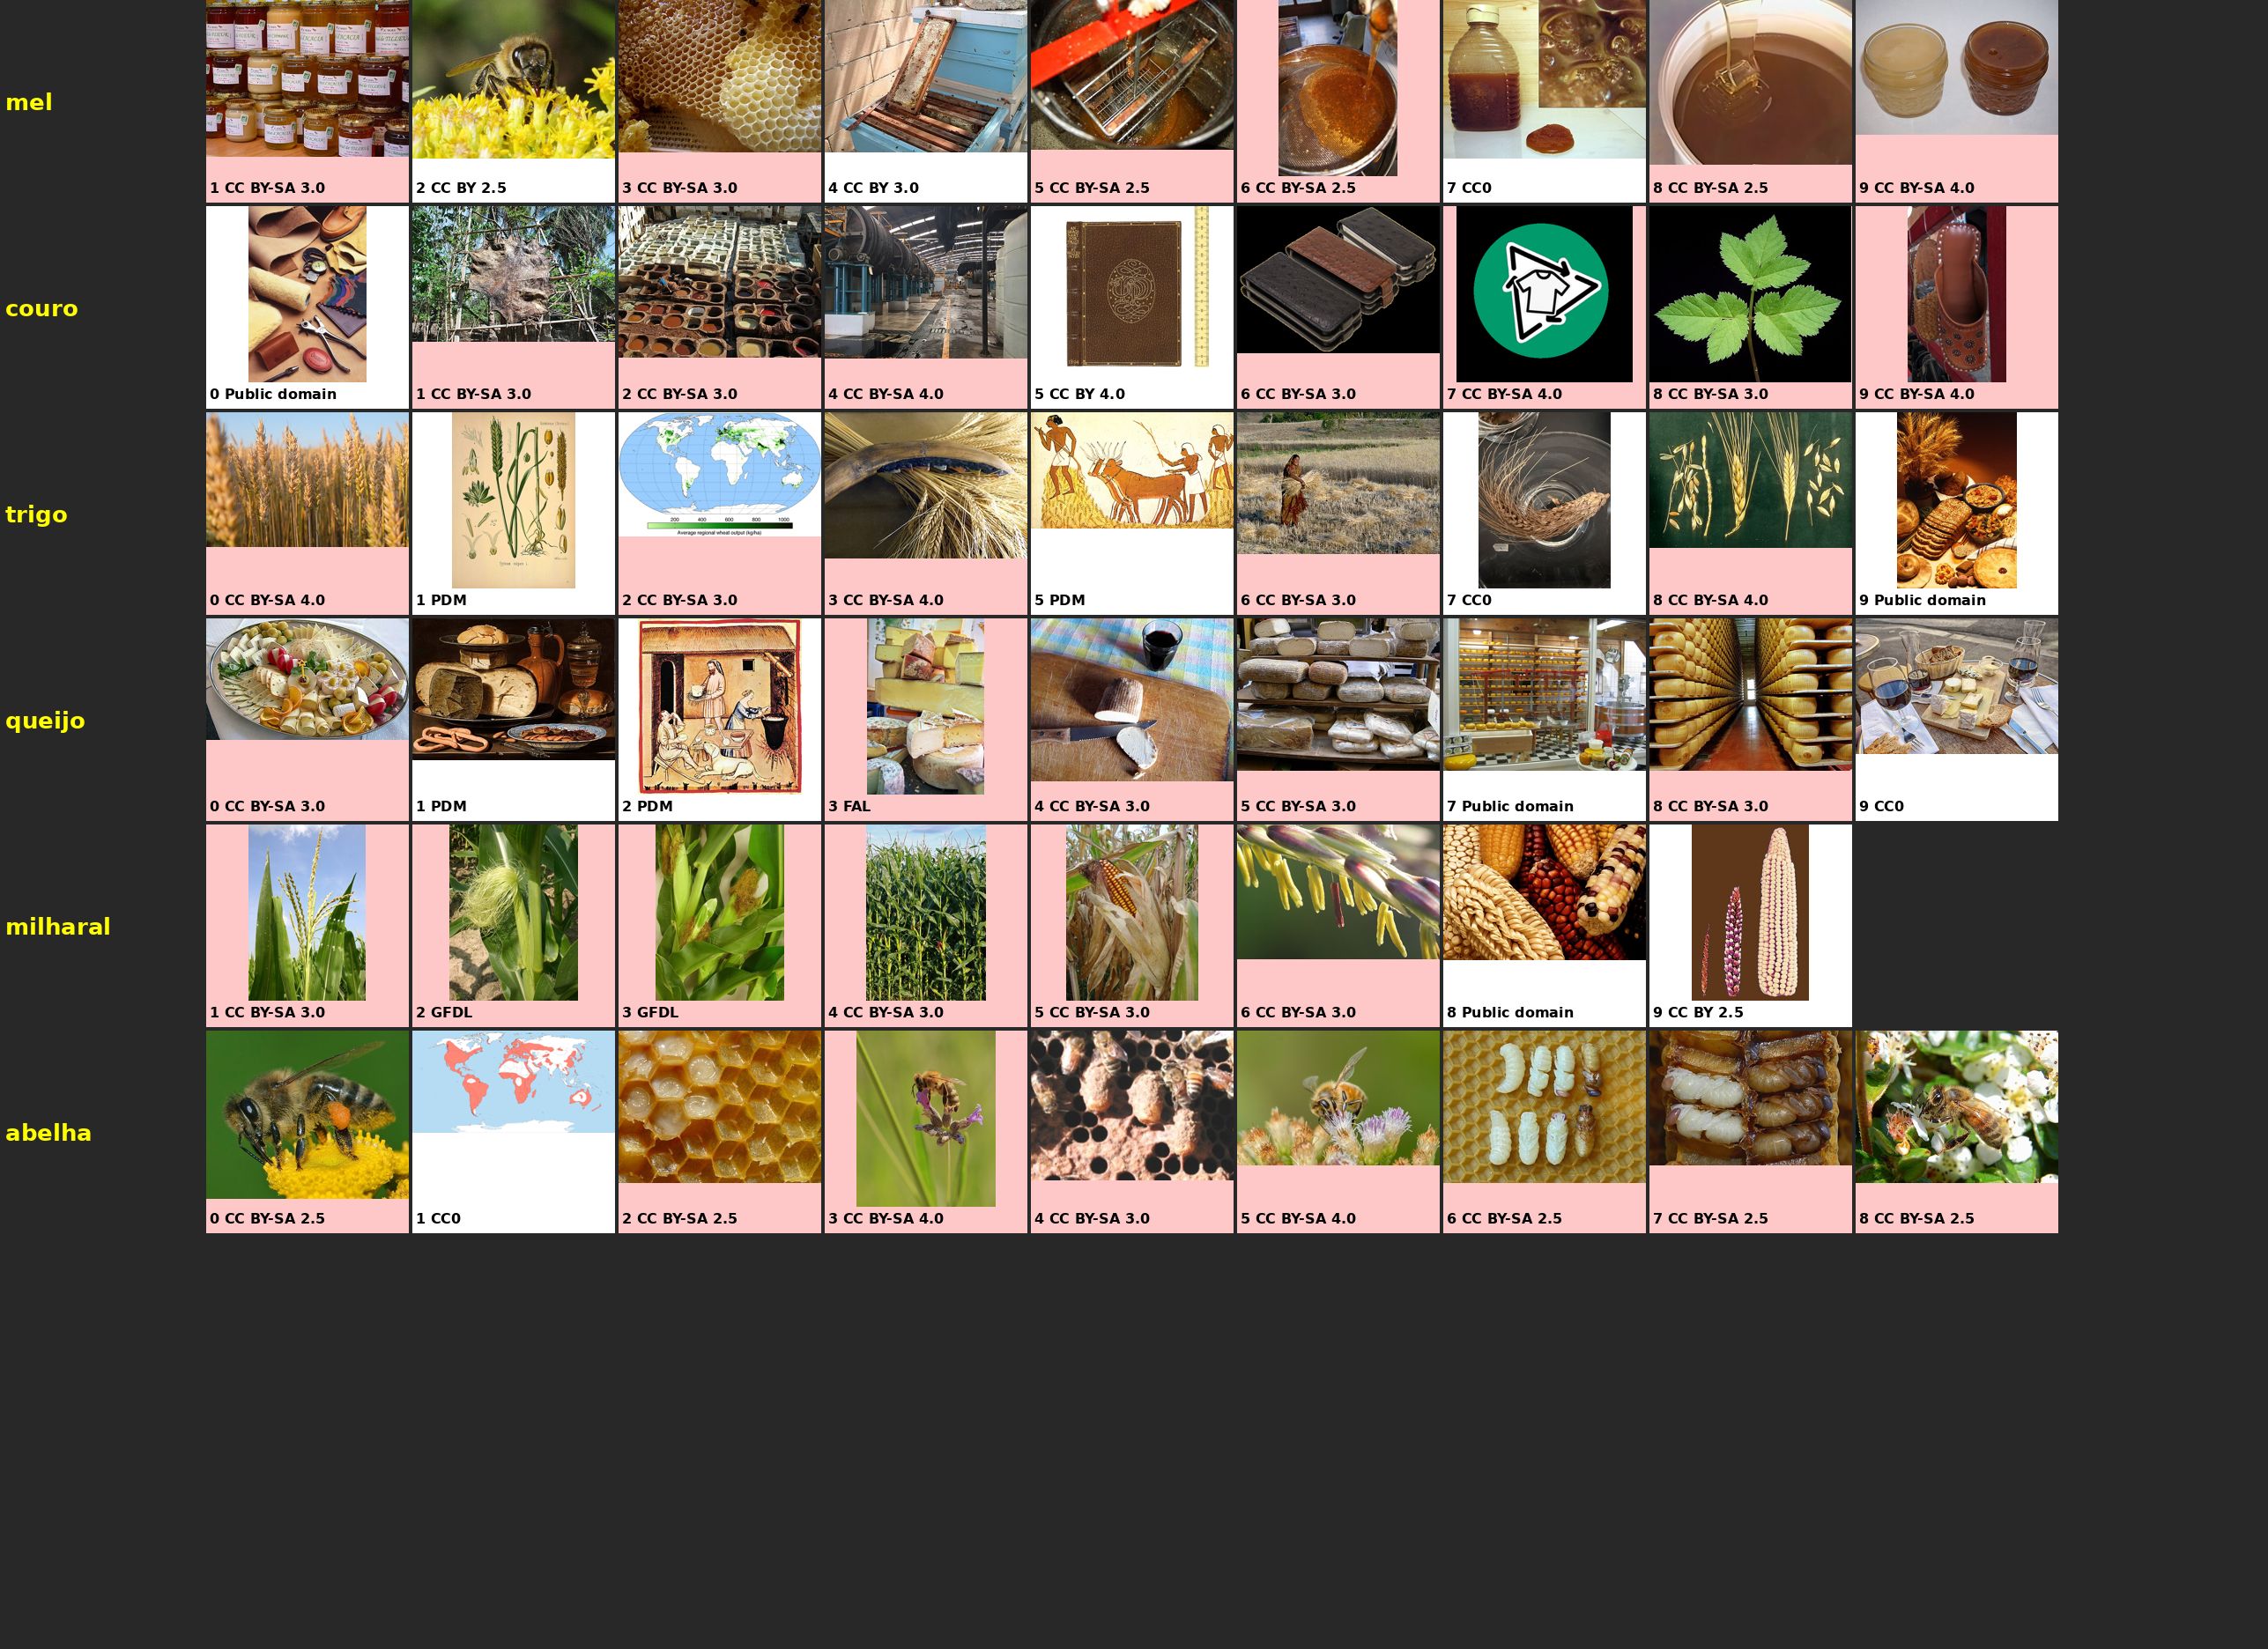 mel
1 CC BY-SA 3.0
2 CC BY 2.5
3 CC BY-SA 3.0
4 CC BY 3.0
5 CC BY-SA 2.5
6 CC BY-SA 2.5
7 CC0
8 CC BY-SA 2.5
9 CC BY-SA 4.0
couro
0 Public domain
1 CC BY-SA 3.0
2 CC BY-SA 3.0
4 CC BY-SA 4.0
5 CC BY 4.0
6 CC BY-SA 3.0
7 CC BY-SA 4.0
8 CC BY-SA 3.0
9 CC BY-SA 4.0
trigo
200 400 600 800 1000
Average regional wheat output (kg/ha)
0 CC BY-SA 4.0
1 PDM
2 CC BY-SA 3.0
3 CC BY-SA 4.0
5 PDM
6 CC BY-SA 3.0
7 CC0
8 CC BY-SA 4.0
9 Public domain
queijo
0 CC BY-SA 3.0
1 PDM
2 PDM
3 FAL
4 CC BY-SA 3.0
5 CC BY-SA 3.0
7 Public domain
8 CC BY-SA 3.0
9 CC0
milharal
1 CC BY-SA 3.0
2 GFDL
3 GFDL
4 CC BY-SA 3.0
5 CC BY-SA 3.0
6 CC BY-SA 3.0
8 Public domain
9 CC BY 2.5
abelha
0 CC BY-SA 2.5
1 CC0
2 CC BY-SA 2.5
3 CC BY-SA 4.0
4 CC BY-SA 3.0
5 CC BY-SA 4.0
6 CC BY-SA 2.5
7 CC BY-SA 2.5
8 CC BY-SA 2.5